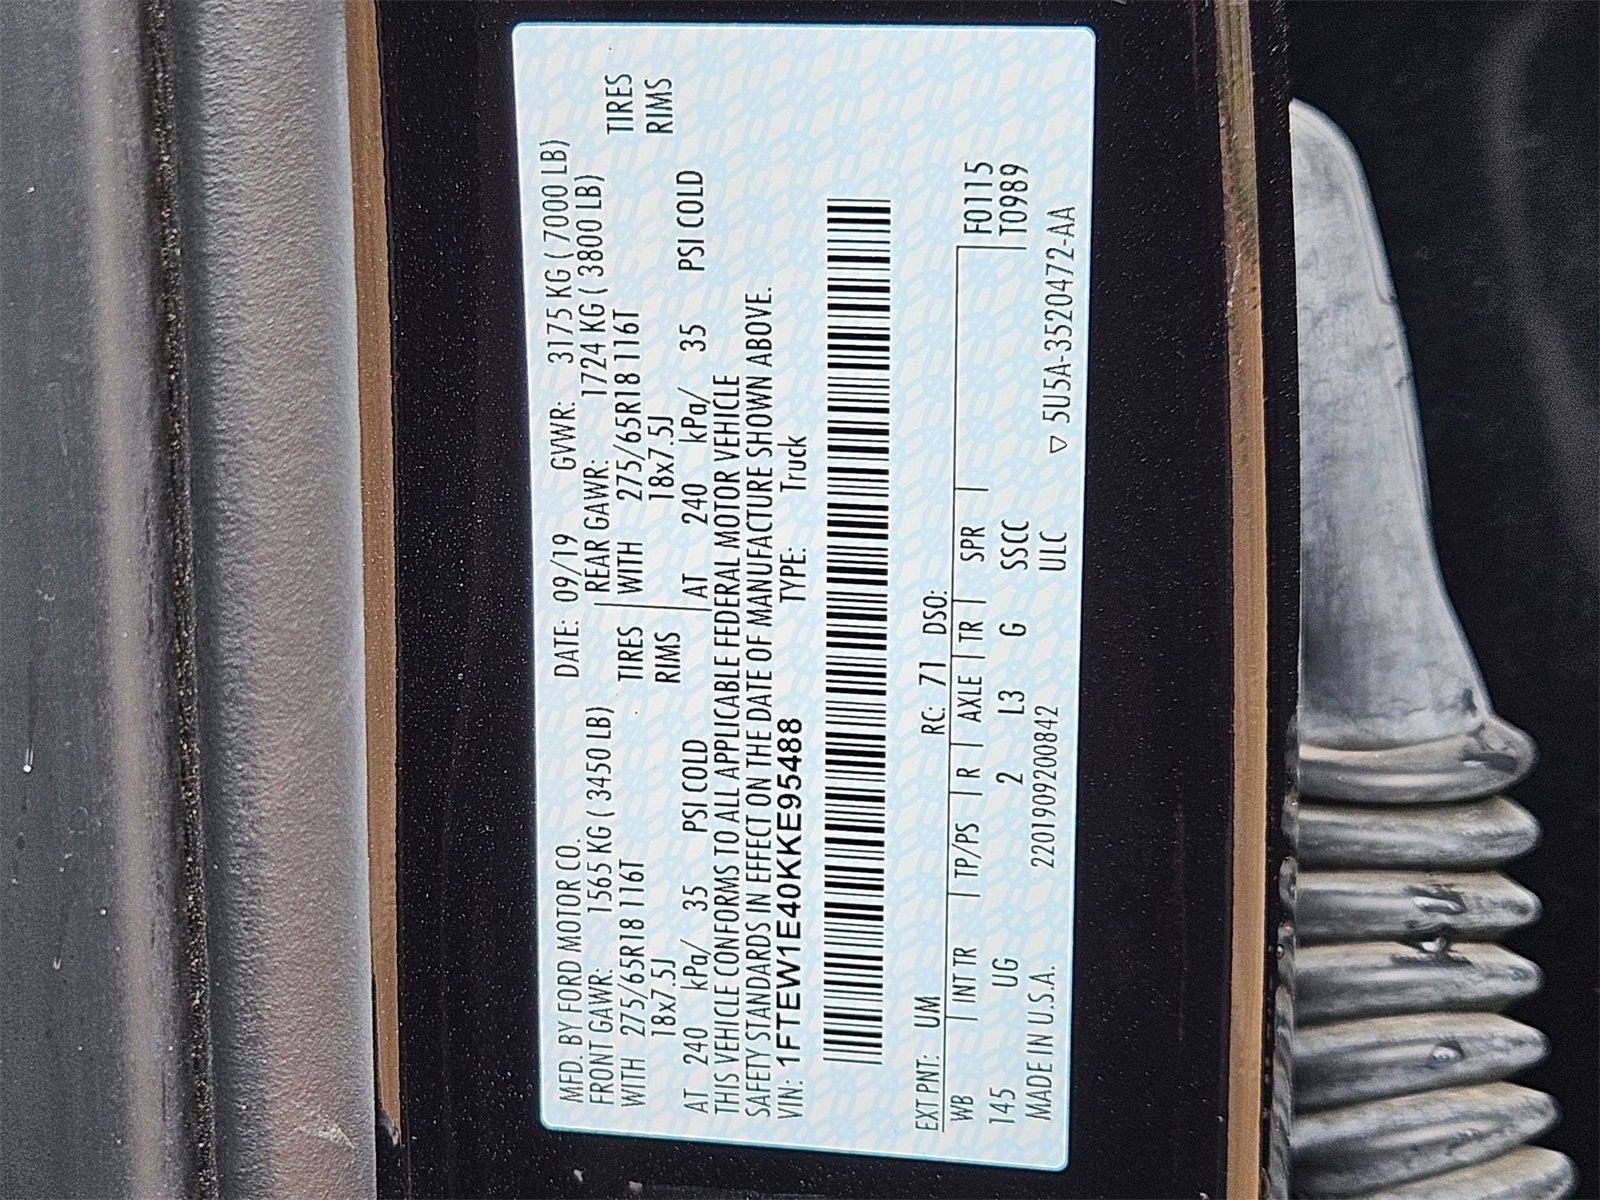 MFD. BY FORD MOTOR CO. DATE: 09/19 GVWR: 3175 KG ( 7000 LB)
FRONT GAWR: 1565 KG ( 3450 LB) REAR GAWR: 1724 KG ( 3800 LB)
WITH 275/65R18 116T TIRES WITH 275/65R18 116T TIRES
18x7.5J RIMS 18x7.5J RIMS
AT 240 kPa/ 35 PSI COLD AT 240 kPa/ 35 PSI COLD
THIS VEHICLE CONFORMS TO ALL APPLICABLE FEDERAL MOTOR VEHICLE
SAFETY STANDARDS IN EFFECT ON THE DATE OF MANUFACTURE SHOWN ABOVE.
VIN: 1FTEW1E40KKE95488 TYPE: Truck
EXT PNT: UM RC: 71 DSO:
WB INT TR TP/PS R AXLE TR SPR F0115
145 UG 2 L3 G SSCC T0989
MADE IN U.S.A. 2201909200842 ULC ▽ 5U5A-3520472-AA